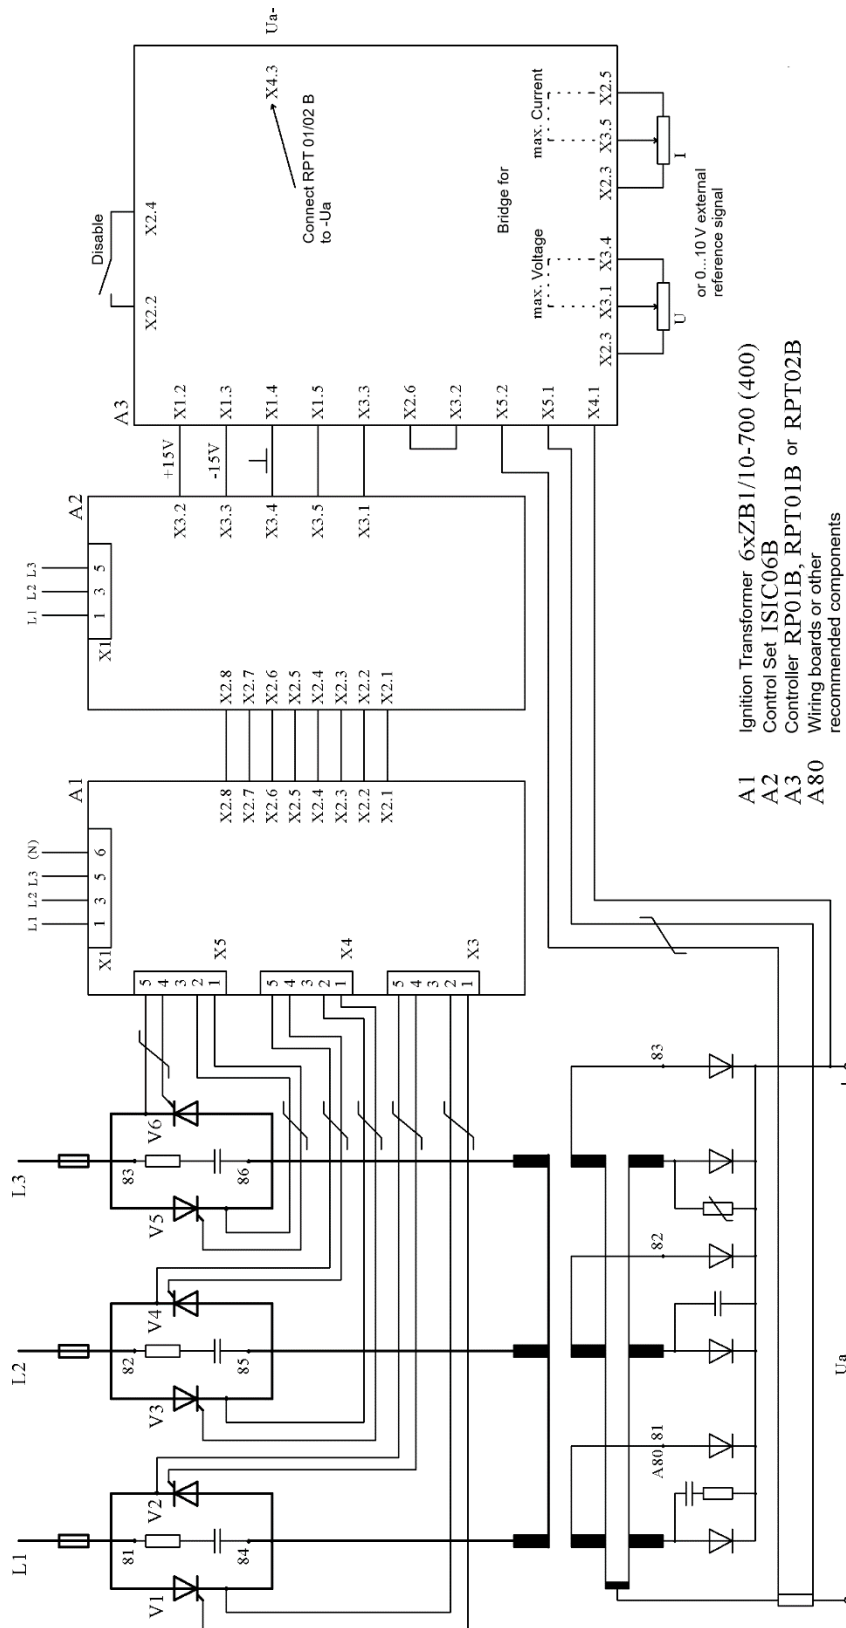 L1
L2
L3
V1
V2
V3
V4
V5
V6
81
84
82
85
83
86
A80
81
82
83
Ua
A1
X1
L1 L2 L3 (N)
1 3 5 6
X5
5 4 3 2 1
X4
5 4 3 2 1
X3
5 4 3 2 1
X2.8
X2.7
X2.6
X2.5
X2.4
X2.3
X2.2
X2.1
A2
X1
L1 L2 L3
1 3 5
X2.8
X2.7
X2.6
X2.5
X2.4
X2.3
X2.2
X2.1
X3.2
X3.3
X3.4
X3.5
X3.1
+15V
-15V
A3
X1.2
X1.3
X1.4
X1.5
X3.3
X2.6
X3.2
X5.2
X5.1
X4.1
Disable
X2.2
X2.4
Connect RPT 01/02 B
to -Ua
X4.3
Ua-
Bridge for
max. Voltage
max. Current
X2.3
X3.1
X3.4
X2.3
X3.5
X2.5
U
I
or 0...10 V external
reference signal
A1 Ignition Transformer 6xZB1/10-700 (400)
A2 Control Set ISIC06B
A3 Controller RP01B, RPT01B or RPT02B
A80 Wiring boards or other
recommended components